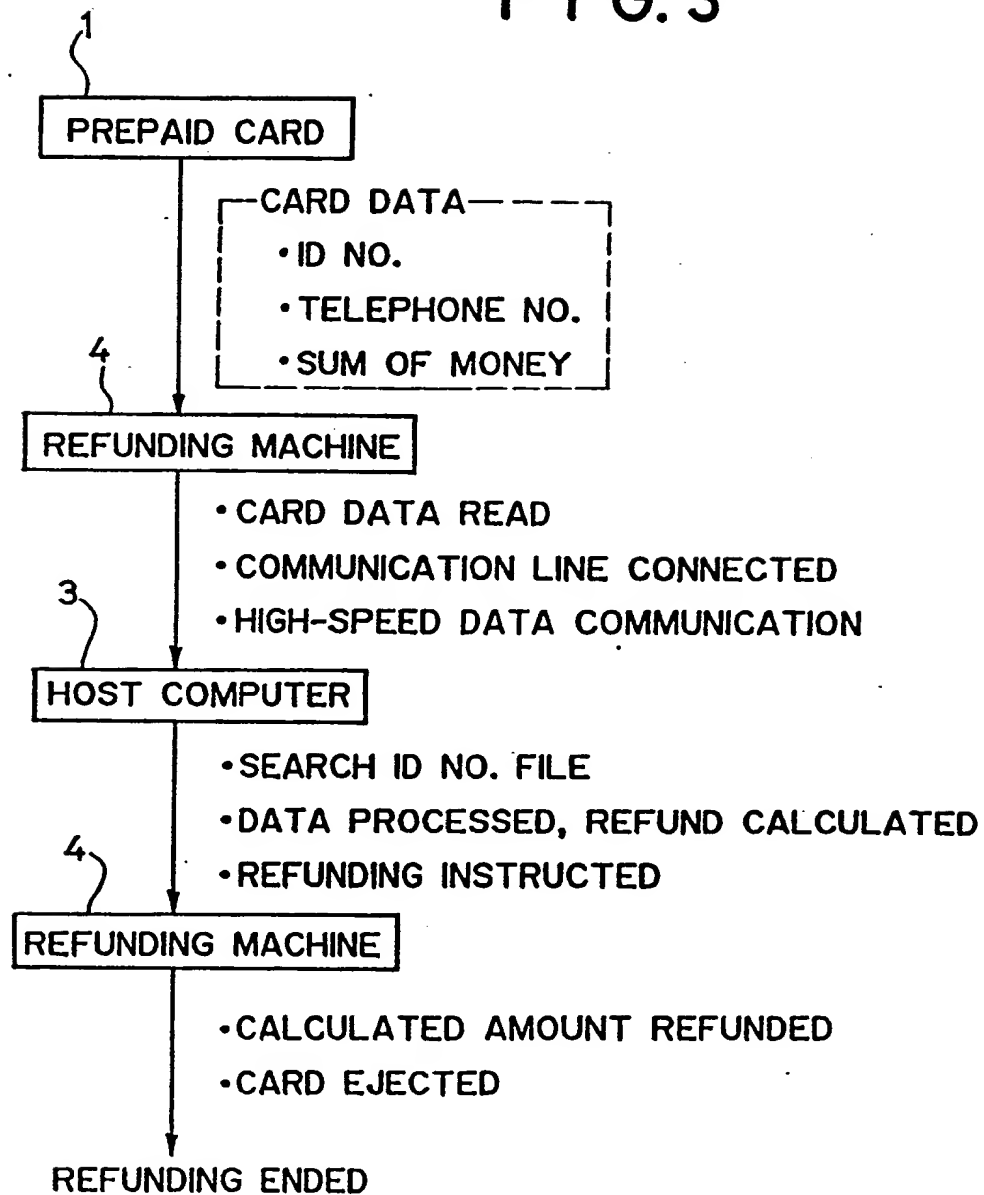 FIG. 3
1
PREPAID CARD
CARD DATA
•ID NO.
•TELEPHONE NO.
•SUM OF MONEY
4
REFUNDING MACHINE
•CARD DATA READ
•COMMUNICATION LINE CONNECTED
•HIGH-SPEED DATA COMMUNICATION
3
HOST COMPUTER
•SEARCH ID NO. FILE
•DATA PROCESSED, REFUND CALCULATED
•REFUNDING INSTRUCTED
4
REFUNDING MACHINE
•CALCULATED AMOUNT REFUNDED
•CARD EJECTED
REFUNDING ENDED